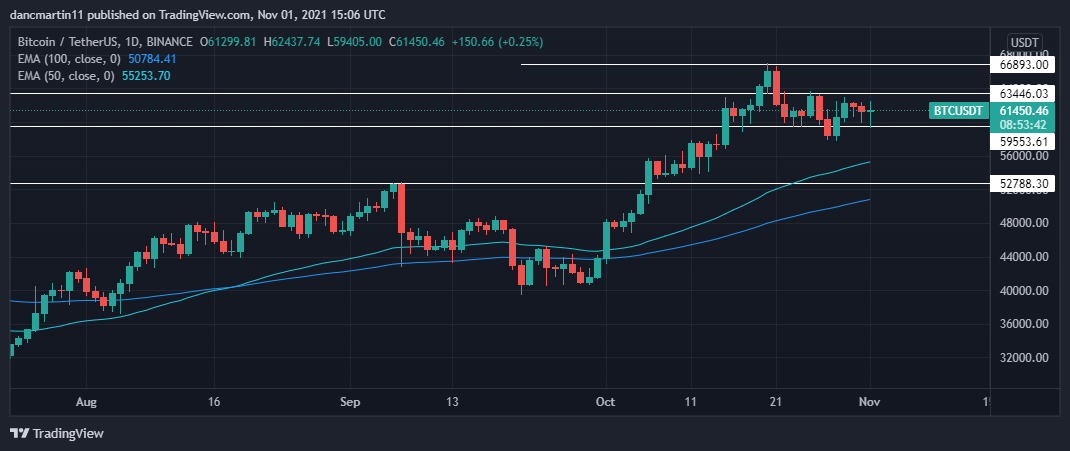 dancmartin11 published on TradingView.com, Nov 01, 2021 15:06 UTC
Bitcoin / TetherUS, 1D, BINANCE O61299.81 H62437.74 L59405.00 C61450.46 +150.66 (+0.25%)
EMA (100, close, 0) 50784.41
EMA (50, close, 0) 55253.70
USDT
68000.00
66893.00
63446.03
BTCUSDT 61450.46
08:53:42
59553.61
56000.00
52788.30
48000.00
44000.00
40000.00
36000.00
32000.00
Aug 16 Sep 13 Oct 11 21 Nov
TradingView